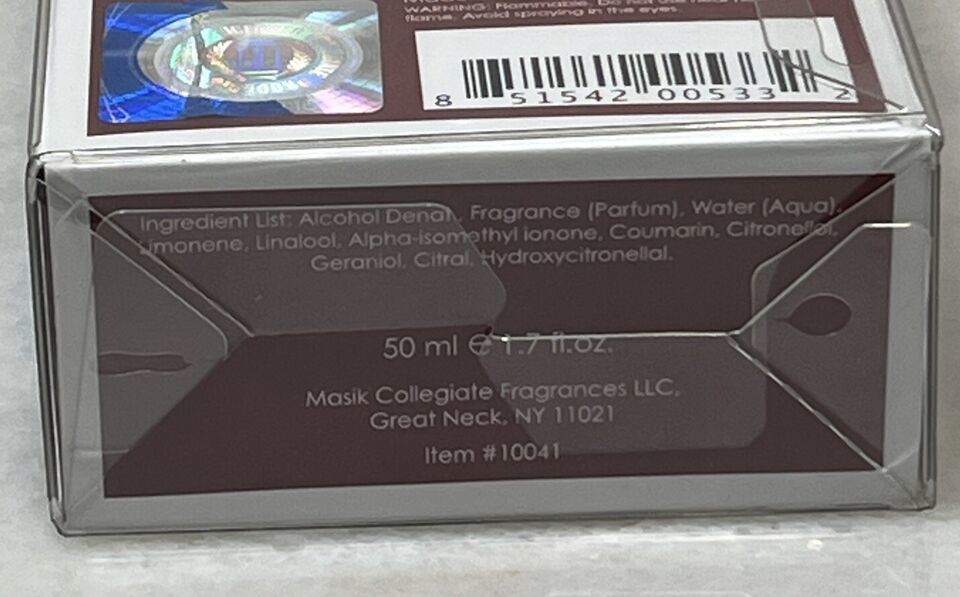 WARNING: Flammable. Do not use near
flame. Avoid spraying in the eyes.
8 51542 00533 2
Ingredient List: Alcohol Denat., Fragrance (Parfum), Water (Aqua),
Limonene, Linalool, Alpha-isomethyl ionone, Coumarin, Citronellol,
Geraniol, Citral, Hydroxycitronellal.
50 ml ℮ 1.7 fl.oz.
Masik Collegiate Fragrances LLC.
Great Neck, NY 11021
Item #10041